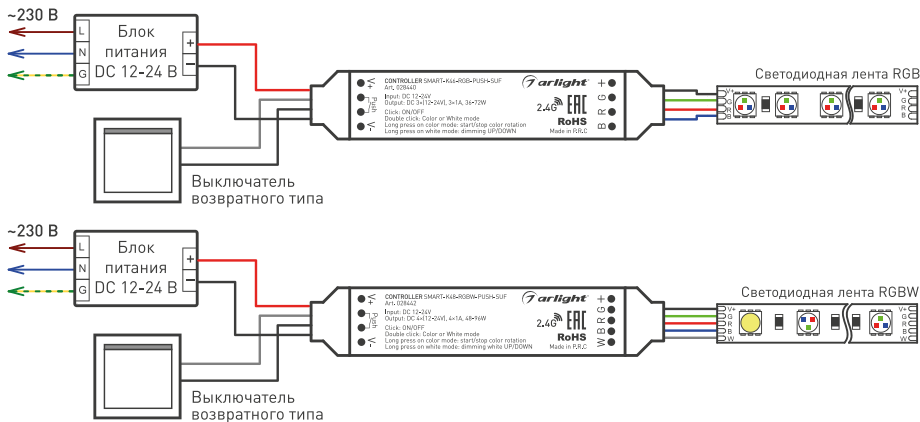 ~230 В
L
N
G
Блок
питания
DC 12-24 В
+
−
V+
Push
V-
CONTROLLER SMART-K46-RGB-PUSH-SUF
Art. 028440
Input: DC 12-24V
Output: DC 3×(12-24V), 3×1A, 36-72W
Click: ON/OFF
Double click: Color or White mode
Long press on color mode: start/stop color rotation
Long press on white mode: dimming UP/DOWN
arlight
2.4G
EAC
RoHS
Made in P.R.C
+
G
R
B
Светодиодная лента RGB
V+
G
R
B
V+
G
R
B
Выключатель
возвратного типа
~230 В
L
N
G
Блок
питания
DC 12-24 В
+
−
V+
Push
V-
CONTROLLER SMART-K48-RGBW-PUSH-SUF
Art. 028442
Input: DC 12-24V
Output: DC 4×(12-24V), 4×1A, 48-96W
Click: ON/OFF
Double click: Color or White mode
Long press on color mode: start/stop color rotation
Long press on white mode: dimming white UP/DOWN
arlight
2.4G
EAC
RoHS
Made in P.R.C
+
G
R
B
W
Светодиодная лента RGBW
V+
G
R
B
W
V+
G
R
B
W
Выключатель
возвратного типа